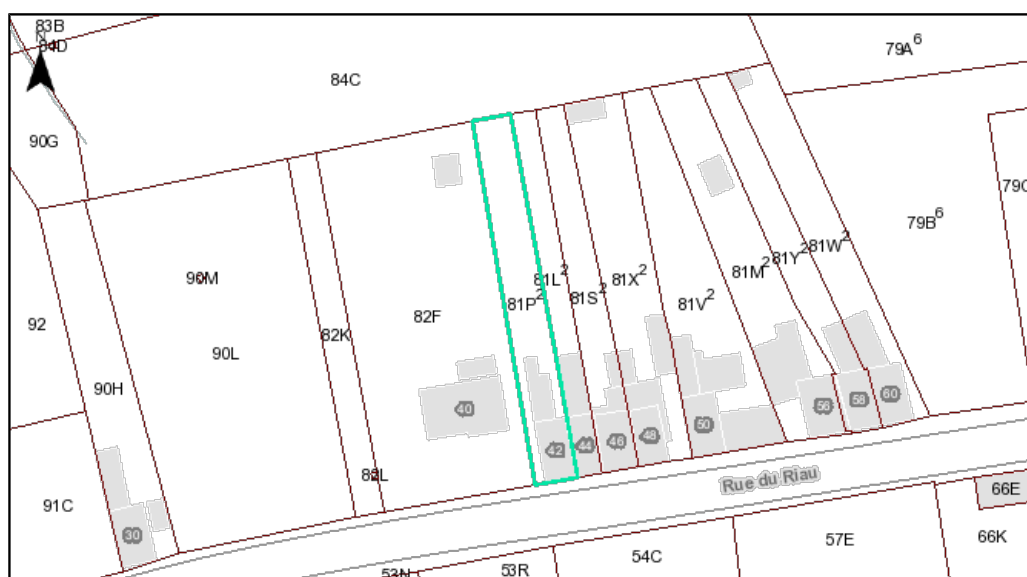 83B
N
84D
79A⁶
84C
90G
79C
79B⁶
81W²
81Y²
81M²
90M
81L²
81X²
81S²
81P²
81V²
82F
92
82K
90L
90H
40
60
58
56
50
48
46
44
42
82L
Rue du Riau
66E
91C
30
57E
66K
54C
53R
53N